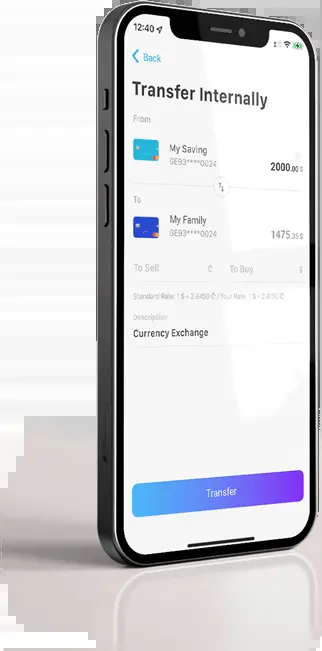 12:40
Back
Transfer Internally
From
My Saving
GE93****0024
2000.00 $
To
My Family
GE93****0024
1475.35 $
To Sell ₾ To Buy $
Standard Rate: 1 $ = 2.6450 ₾ / Your Rate: 1 $ = 2.6150 ₾
Description
Currency Exchange
Transfer